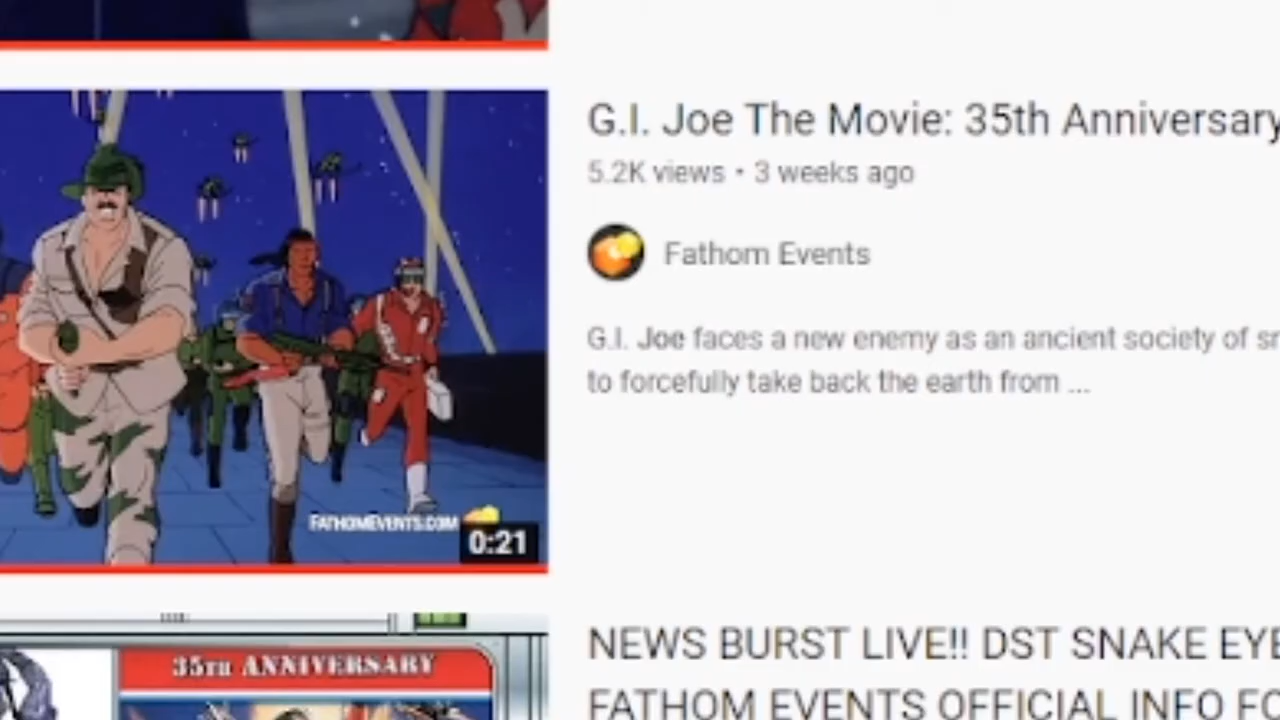 G.I. Joe The Movie: 35th Anniversary
5.2K views • 3 weeks ago
Fathom Events
G.I. Joe faces a new enemy as an ancient society of
to forcefully take back the earth from ...
FATHOMEVENTS.COM
0:21
35TH ANNIVERSARY
NEWS BURST LIVE!! DST SNAKE
FATHOM EVENTS OFFICIAL INFO